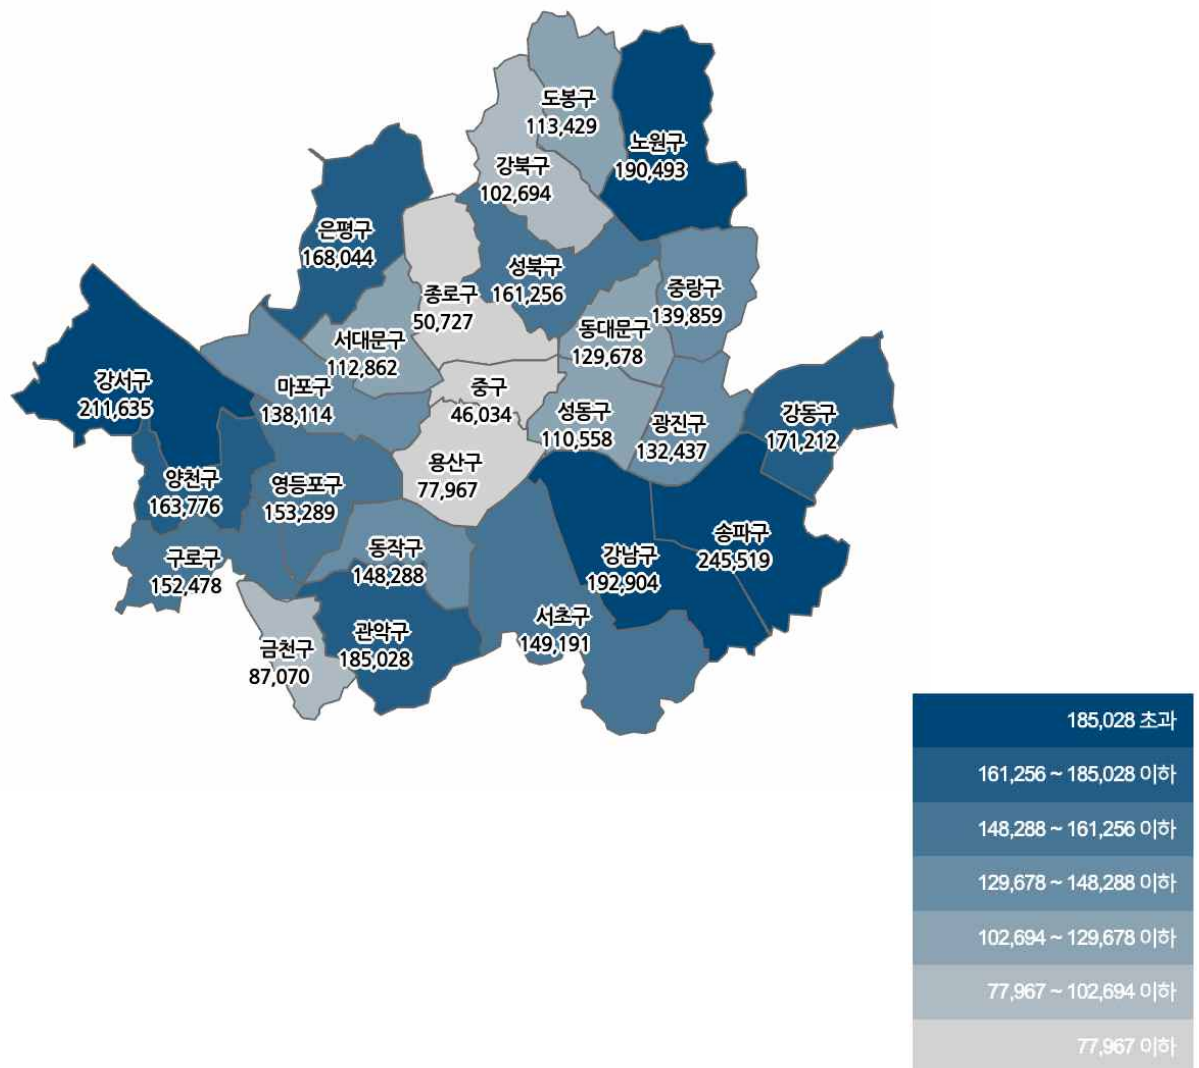 도봉구
113,429
노원구
190,493
강북구
102,694
은평구
168,044
성북구
161,256
종로구
50,727
중랑구
139,859
동대문구
129,678
서대문구
112,862
마포구
138,114
강서구
211,635
중구
46,034
성동구
110,558
광진구
132,437
강동구
171,212
용산구
77,967
양천구
163,776
영등포구
153,289
구로구
152,478
동작구
148,288
강남구
192,904
송파구
245,519
서초구
149,191
관악구
185,028
금천구
87,070
185,028 초과
161,256 ~ 185,028 이하
148,288 ~ 161,256 이하
129,678 ~ 148,288 이하
102,694 ~ 129,678 이하
77,967 ~ 102,694 이하
77,967 이하